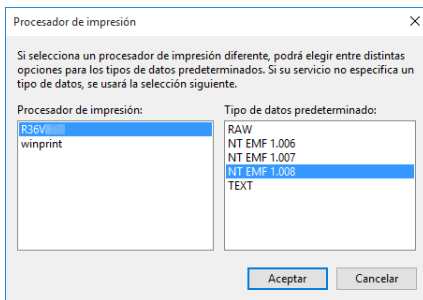 Procesador de impresión
Si selecciona un procesador de impresión diferente, podrá elegir entre distintas
opciones para los tipos de datos predeterminados. Si su servicio no especifica un
tipo de datos, se usará la selección siguiente.
Procesador de impresión:
R36V
winprint
Tipo de datos predeterminado:
RAW
NT EMF 1.006
NT EMF 1.007
NT EMF 1.008
TEXT
Aceptar
Cancelar